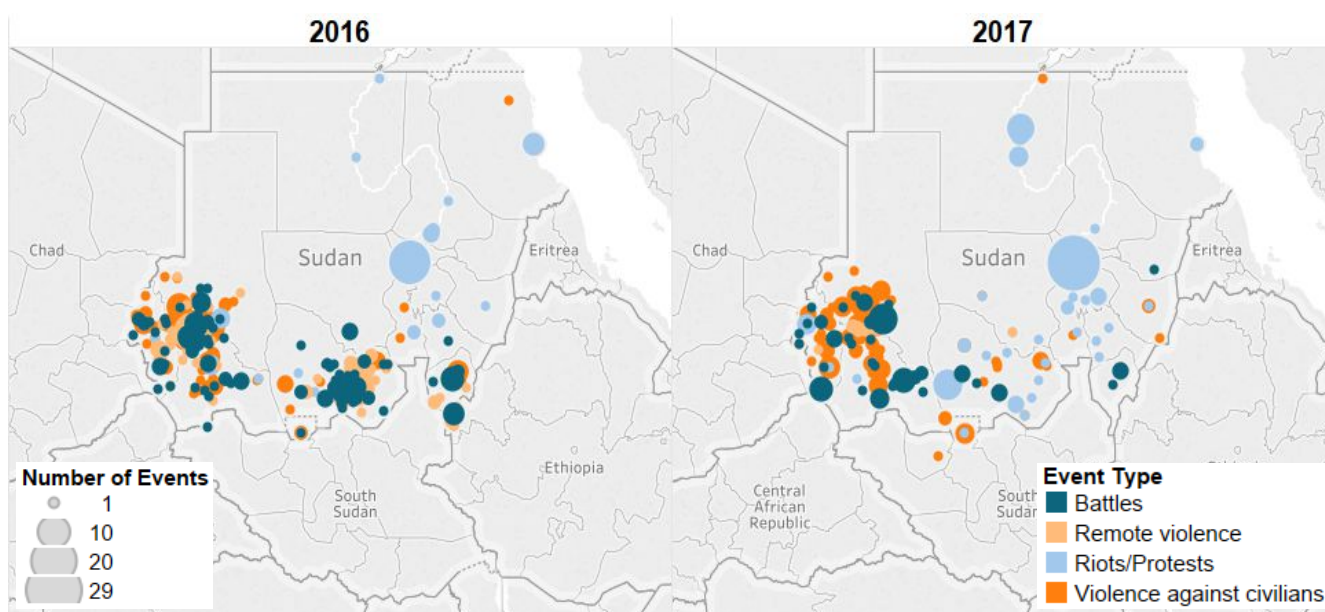 2016
2017
Chad
Sudan
Eritrea
Ethiopia
South
Sudan
Number of Events
1
10
20
29
Chad
Sudan
Eritrea
Central
African
Republic
South
Event Type
Battles
Remote violence
Riots/Protests
Violence against civilians